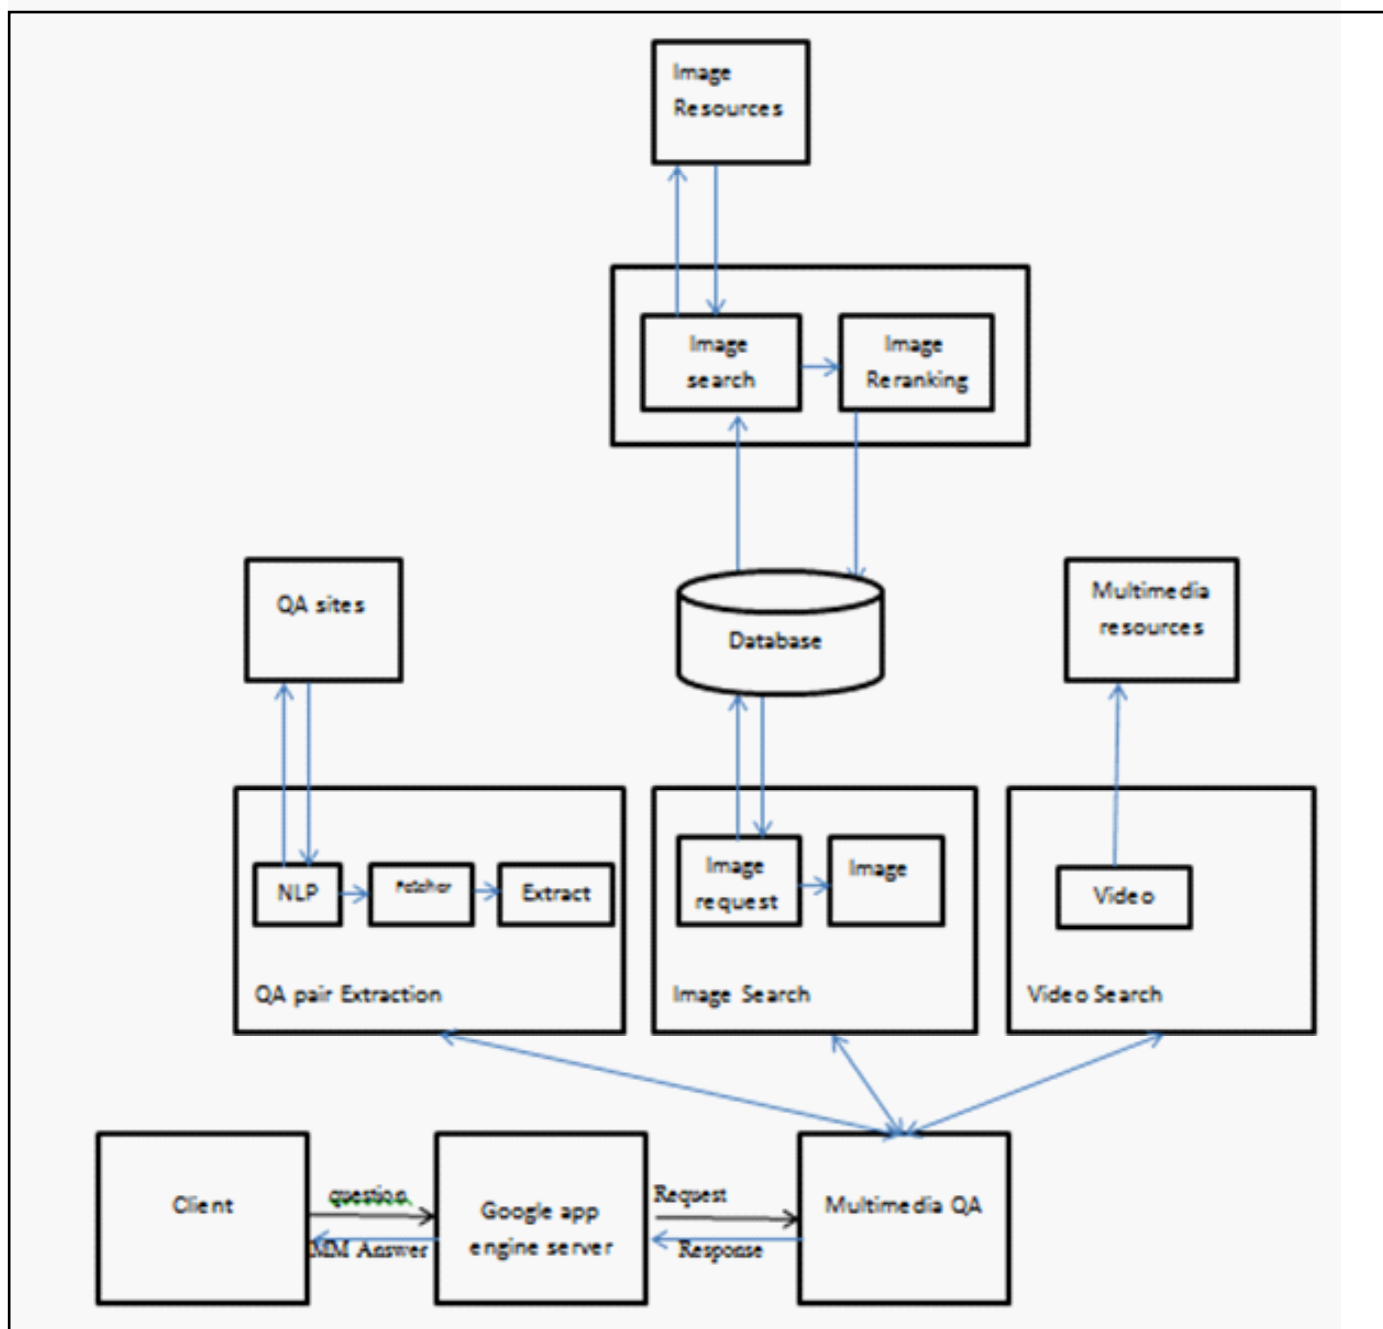 Image
Resources
Image
search
Image
Reranking
QA sites
Database
Multimedia
resources
NLP
Extract
Image
request
Image
Video
QA pair Extraction
Image Search
Video Search
Client
question
MM Answer
Google app
engine server
Request
Response
Multimedia QA